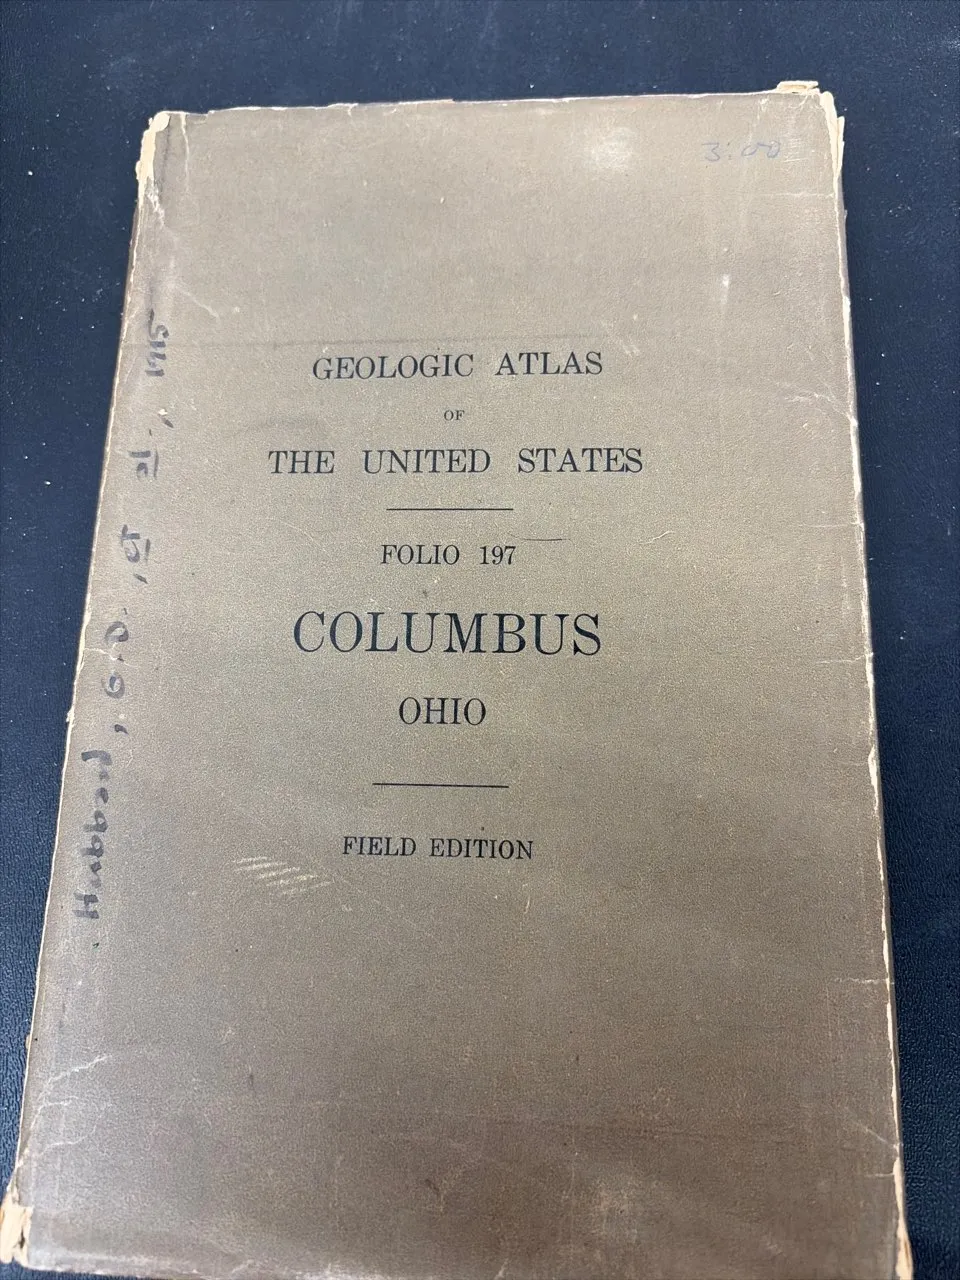 3:00
GEOLOGIC ATLAS
OF
THE UNITED STATES
FOLIO 197
COLUMBUS
OHIO
FIELD EDITION
Hubbard, G.D., et al., 1915